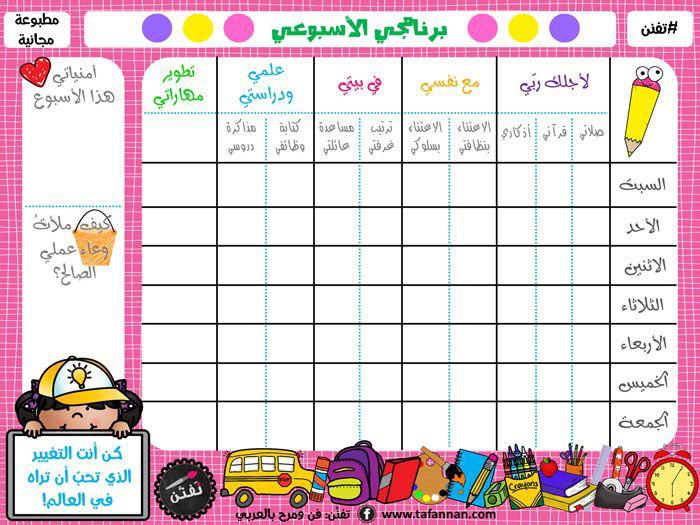 #تفنن
برنامجي الأسبوعي
مطبوعة
مجانية
لأجلك ربّي
مع نفسي
في بيتي
علمي
ودراستي
تطوير
مهاراتي
صلاتي
قرآني
أذكاري
الاعتناء
بنظافتي
الاعتناء
بسلوكي
ترتيب
غرفتي
مساعدة
عائلتي
كتابة
وظائفي
مذاكرة
دروسي
السبت
الأحد
الاثنين
الثلاثاء
الأربعاء
الخميس
الجمعة
أمنياتي
هذا الأسبوع
كيف ملأتُ
وعاء عملي
الصالح؟
كن أنت التغيير
الذي تحبّ أن تراه
في العالم!
تفنن
Crayons
تفنّن: فن ومرح بالعربي
www.tafannan.com